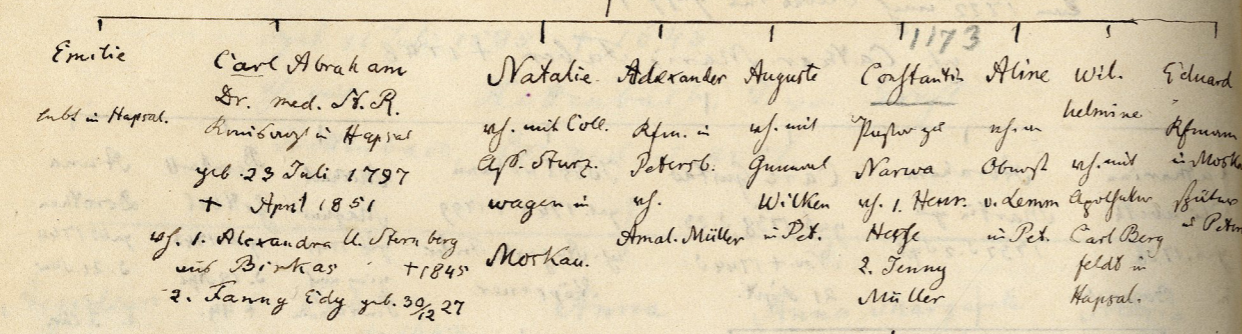 1173
Emilie
lebt in Hapsal.
Carl Abraham
Dr. med. H. R.
Kreisarzt in Hapsal
geb. 23 Juli 1797
+ April 1851
vh. 1. Alexandra U. Sternberg
aus Birkas +1845
2. Fanny Edy geb. 30/12 27
Natalie.
vh. mit Coll.
Ass. Sturz.
wagen in
Moskau.
Alexander
Kfm. in
Petersb.
vh.
Amal. Müller
Auguste
vh. mit
General
Wilken
in Pet.
Constantin
Pastor zu
Narwa
vh. 1. Henr.
Hesse
2. Jenny
Müller
Aline
vh. an
Oberst
v. Lemm
in Pet.
Wil.
helmine
vh. mit
Apotheker
Carl Berg
feldt in
Hapsal.
Eduard
Kfmann
in Moska
später